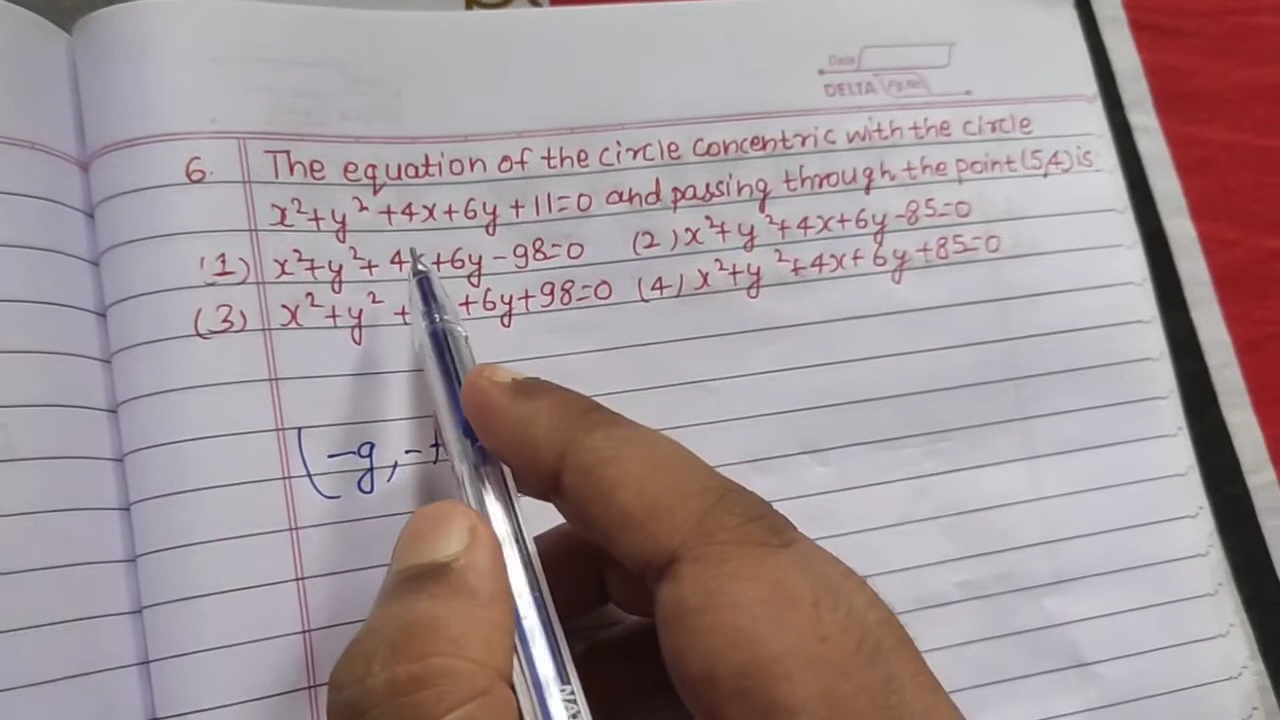 Date
DELTA Pg No
6. The equation of the circle concentric with the circle
x²+y²+4x+6y+11=0 and passing through the point (5,4) is
(1) x²+y²+4x+6y-98=0 (2) x²+y²+4x+6y-85=0
(3) x²+y²+ +6y+98=0 (4) x²+y²+4x+6y+85=0
(-g,-f